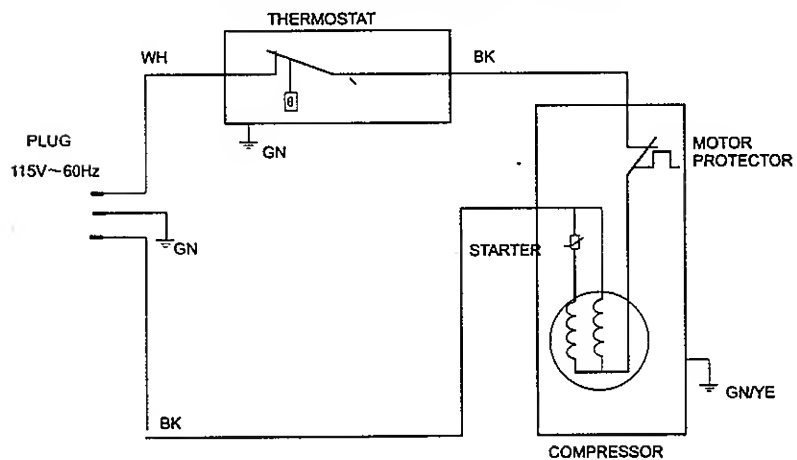 THERMOSTAT
WH
BK
GN
PLUG
115V~60Hz
MOTOR
PROTECTOR
GN
STARTER
GN/YE
BK
COMPRESSOR